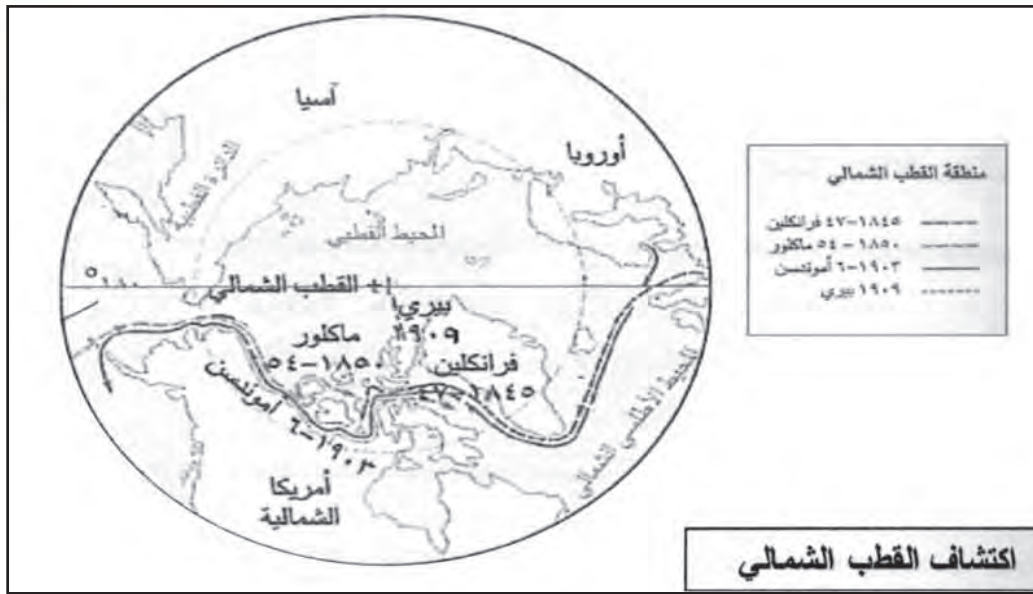 آسيا
أوروبا
الدائرة القطبية
المحيط القطبي
القطب الشمالي
بيري
١٩٠٩
ماكلور
١٨٥٠-٥٤
فرانكلين
١٨٤٥-٤٧
أموندسن
١٩٠٣-٦
أمريكا
الشمالية
المحيط الأطلسي الشمالي
منطقة القطب الشمالي
١٨٤٥-٤٧ فرانكلين
١٨٥٠-٥٤ ماكلور
١٩٠٣-٦ أموندسن
١٩٠٩ بيري
اكتشاف القطب الشمالي